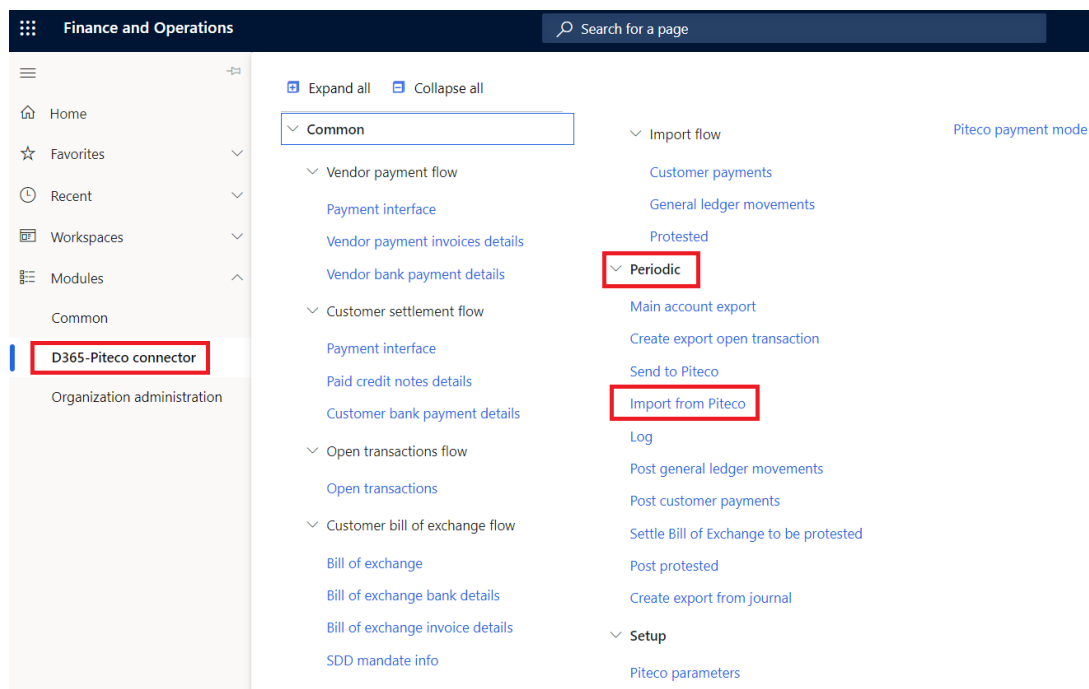 Finance and Operations
Search for a page
Home
Favorites
Recent
Workspaces
Modules
Common
D365-Piteco connector
Organization administration
Expand all
Collapse all
Common
Vendor payment flow
Payment interface
Vendor payment invoices details
Vendor bank payment details
Customer settlement flow
Payment interface
Paid credit notes details
Customer bank payment details
Open transactions flow
Open transactions
Customer bill of exchange flow
Bill of exchange
Bill of exchange bank details
Bill of exchange invoice details
SDD mandate info
Import flow
Customer payments
General ledger movements
Protested
Periodic
Main account export
Create export open transaction
Send to Piteco
Import from Piteco
Log
Post general ledger movements
Post customer payments
Settle Bill of Exchange to be protested
Post protested
Create export from journal
Setup
Piteco parameters
Piteco payment mode